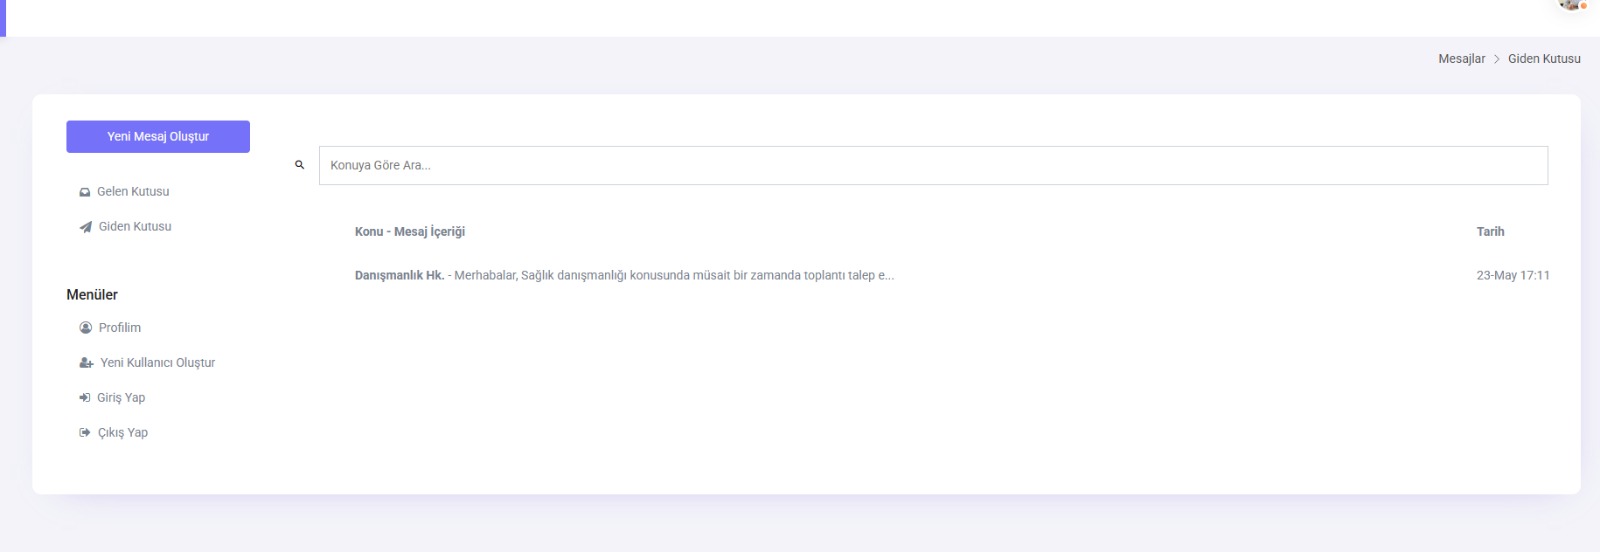 Mesajlar > Giden Kutusu
Yeni Mesaj Oluştur
Konuya Göre Ara...
Gelen Kutusu
Giden Kutusu
Konu - Mesaj İçeriği Tarih
Danışmanlık Hk. - Merhabalar, Sağlık danışmanlığı konusunda müsait bir zamanda toplantı talep e... 23-May 17:11
Menüler
Profilim
Yeni Kullanıcı Oluştur
Giriş Yap
Çıkış Yap